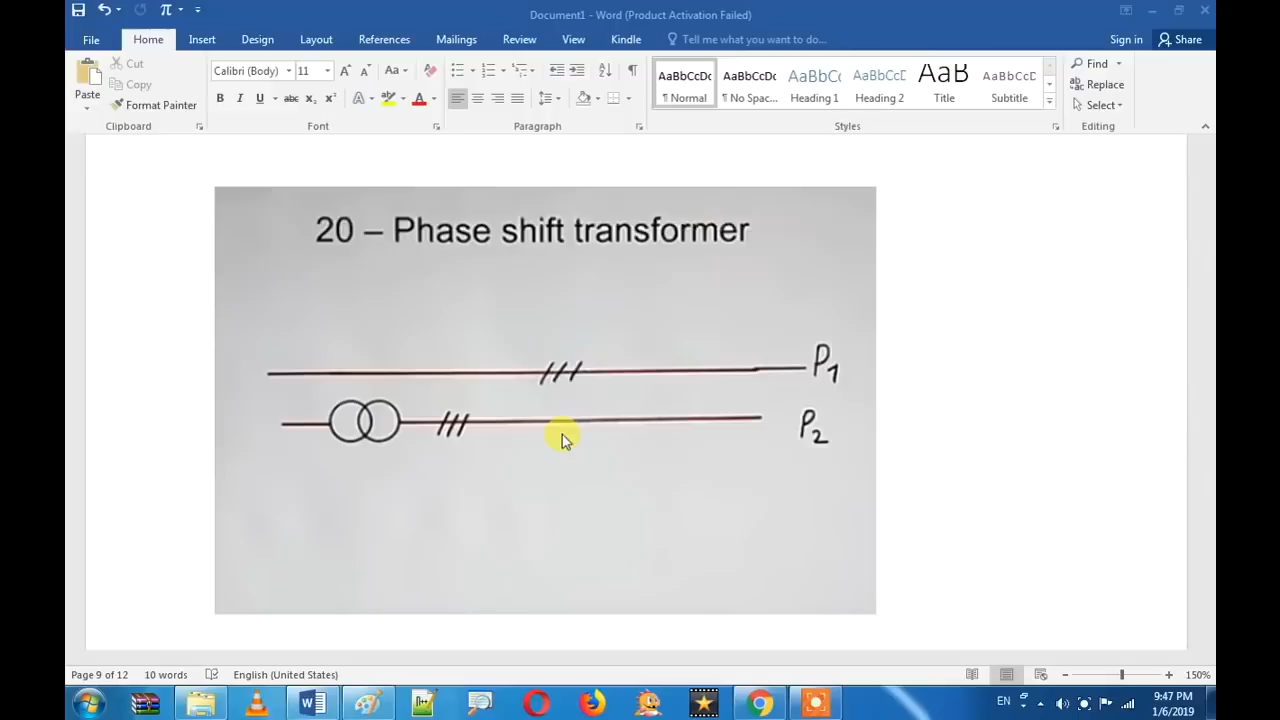 Document1 - Word (Product Activation Failed)
File Home Insert Design Layout References Mailings Review View Kindle Tell me what you want to do... Sign in Share
Paste
Cut
Copy
Format Painter
Clipboard
Calibri (Body) 11
Font
Paragraph
AaBbCcDc AaBbCcDc AaBbC( AaBbCcD AaB AaBbCcD
¶ Normal ¶ No Spac... Heading 1 Heading 2 Title Subtitle
Styles
Find
Replace
Select
Editing
20 – Phase shift transformer
P1
P2
Page 9 of 12 10 words English (United States) 150%
EN 9:47 PM
1/6/2019